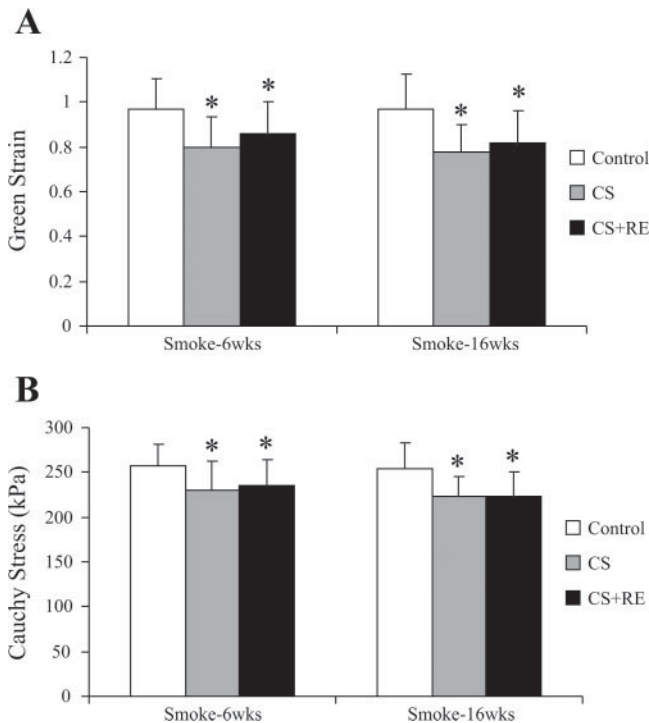 A
Green Strain
1.2
1
0.8
0.6
0.4
0.2
0
* * * *
Control
CS
CS+RE
Smoke-6wks Smoke-16wks
B
Cauchy Stress (kPa)
300
250
200
150
100
50
0
* * * *
Control
CS
CS+RE
Smoke-6wks Smoke-16wks